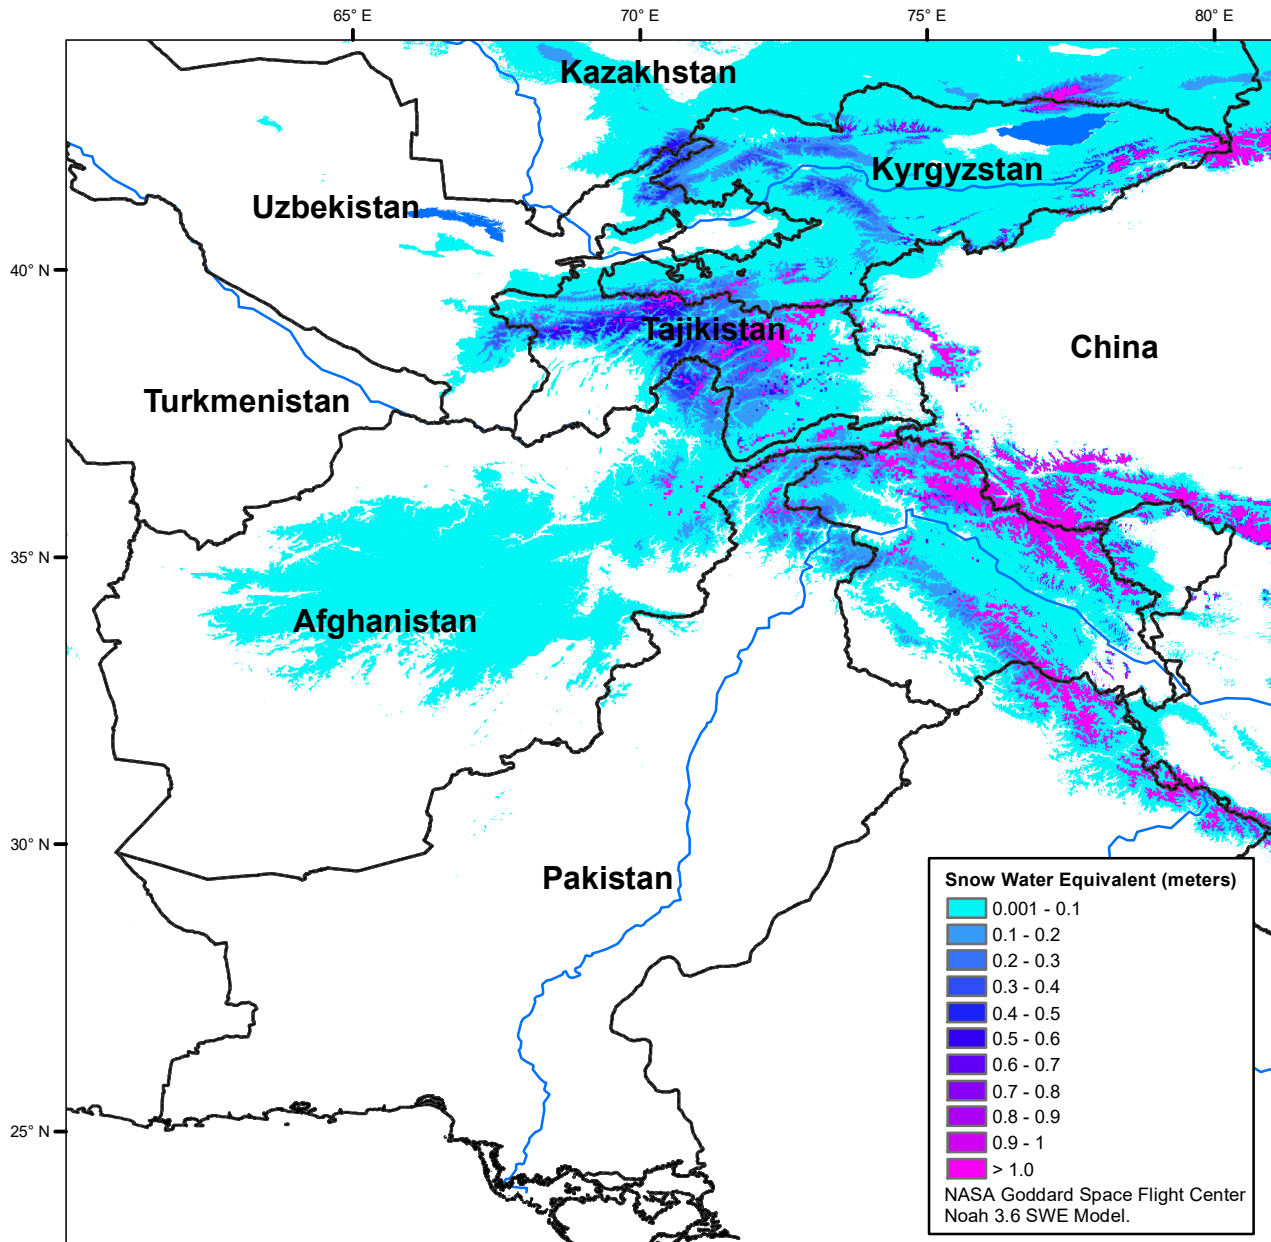 65° E
70° E
75° E
80° E
Kazakhstan
Kyrgyzstan
Uzbekistan
40° N
Tajikistan
China
Turkmenistan
35° N
Afghanistan
30° N
Pakistan
25° N
Snow Water Equivalent (meters)
0.001 - 0.1
0.1 - 0.2
0.2 - 0.3
0.3 - 0.4
0.4 - 0.5
0.5 - 0.6
0.6 - 0.7
0.7 - 0.8
0.8 - 0.9
0.9 - 1
> 1.0
NASA Goddard Space Flight Center
Noah 3.6 SWE Model.